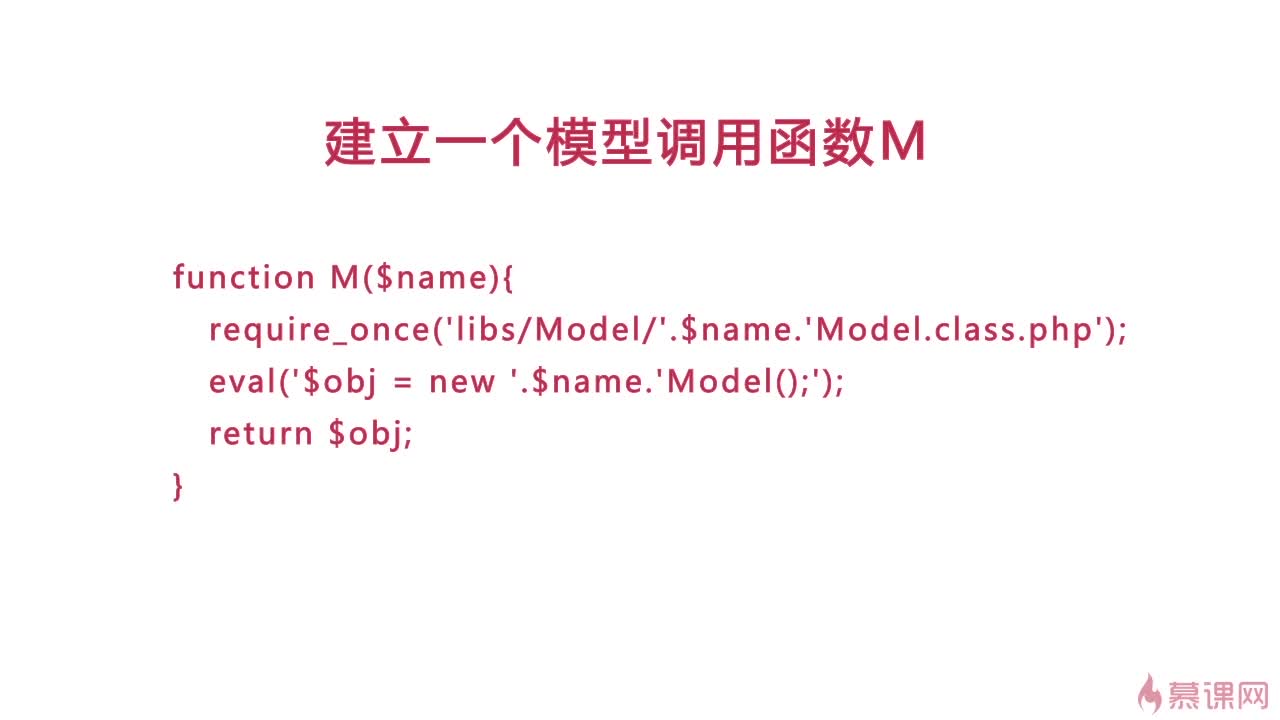 建立一个模型调用函数M
function M($name){
require_once('libs/Model/'.$name.'Model.class.php');
eval('$obj = new '.$name.'Model();');
return $obj;
}
慕课网